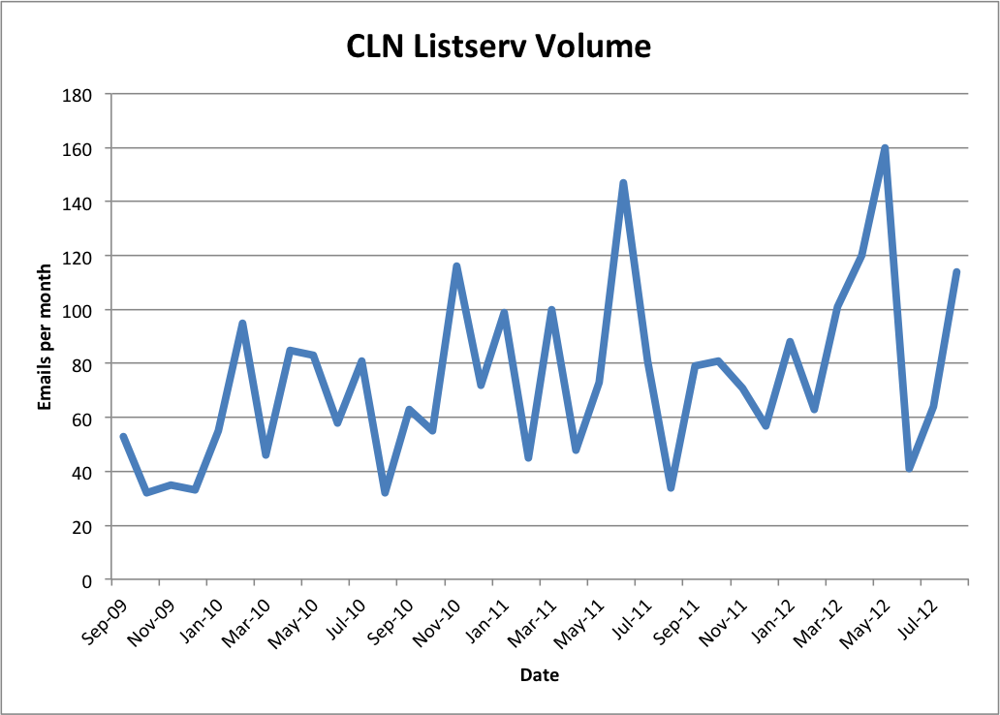 CLN Listserv Volume
180
160
140
120
100
80
60
40
20
0
Emails per month
Sep-09
Nov-09
Jan-10
Mar-10
May-10
Jul-10
Sep-10
Nov-10
Jan-11
Mar-11
May-11
Jul-11
Sep-11
Nov-11
Jan-12
Mar-12
May-12
Jul-12
Date